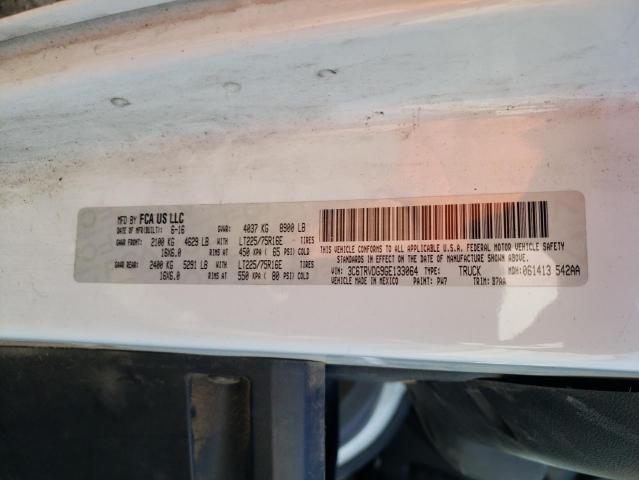 MFD BY FCA US LLC
DATE OF MFR(BUILT): 6-16 GVWR: 4037 KG 8900 LB
GAWR FRONT: 2100 KG 4629 LB LT225/75R16E TIRES
16X6.0 RIMS AT 450 KPA ( 65 PSI) COLD
GAWR REAR: 2400 KG 5291 LB LT225/75R16E TIRES
16X6.0 RIMS AT 550 KPA ( 80 PSI) COLD
THIS VEHICLE CONFORMS TO ALL APPLICABLE U.S.A. FEDERAL MOTOR VEHICLE SAFETY
STANDARDS IN EFFECT ON THE DATE OF MANUFACTURE SHOWN ABOVE.
VIN: 3C6TRVDG9GE133064 TYPE: TRUCK MDH: 061413 542AA
VEHICLE MADE IN MEXICO PAINT: PW7 TRIM: B7AA